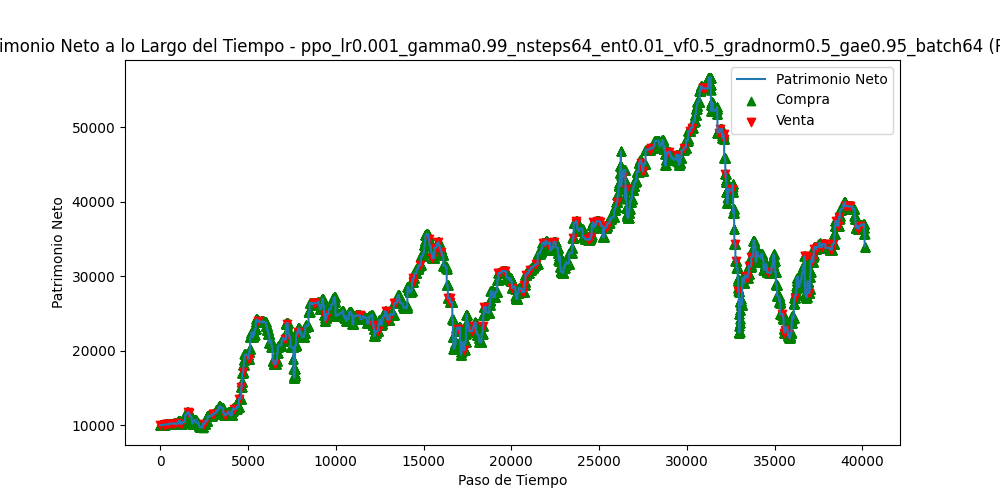 imonio Neto a lo Largo del Tiempo - ppo_lr0.001_gamma0.99_nsteps64_ent0.01_vf0.5_gradnorm0.5_gae0.95_batch64 (
Patrimonio Neto
Compra
Venta
Patrimonio Neto
50000
40000
30000
20000
10000
0 5000 10000 15000 20000 25000 30000 35000 40000
Paso de Tiempo